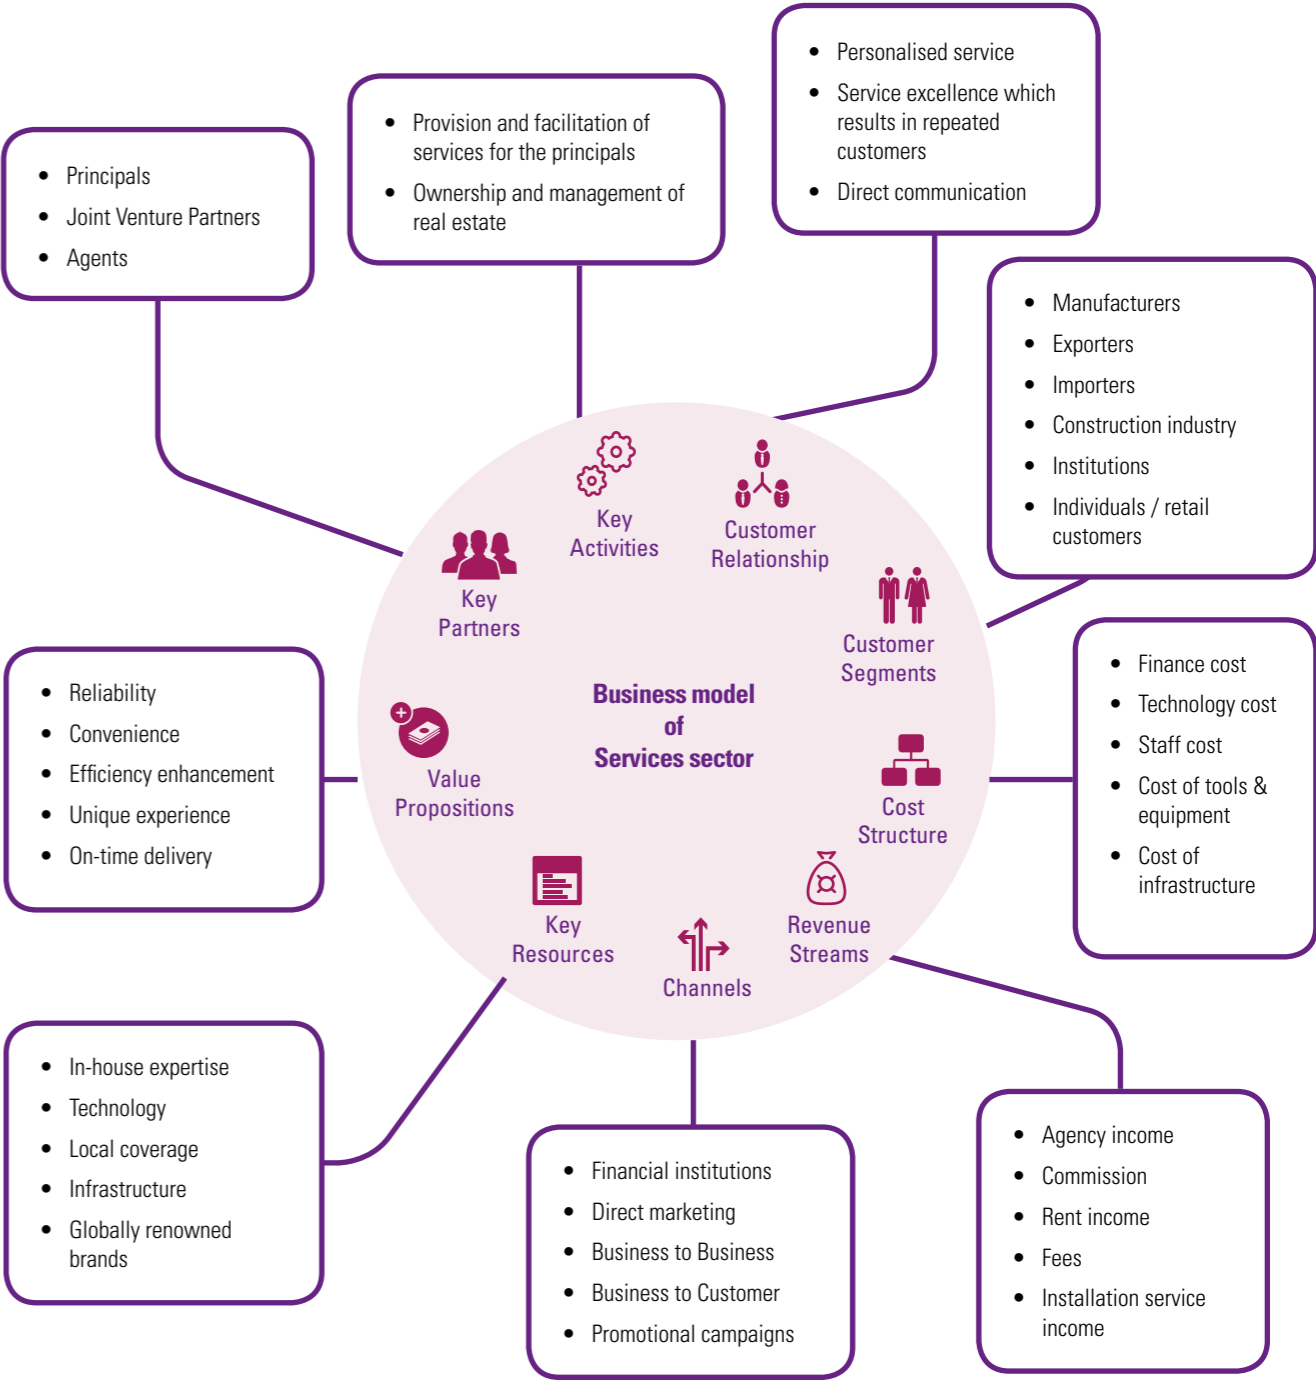 • Personalised service
• Service excellence which
results in repeated
customers
• Direct communication
• Provision and facilitation of
services for the principals
• Ownership and management of
real estate
• Principals
• Joint Venture Partners
• Agents
• Manufacturers
• Exporters
• Importers
• Construction industry
• Institutions
• Individuals / retail
customers
Key
Activities
Customer
Relationship
Key
Partners
Customer
Segments
• Reliability
• Convenience
• Efficiency enhancement
• Unique experience
• On-time delivery
Business model
of
Services sector
• Finance cost
• Technology cost
• Staff cost
• Cost of tools &
equipment
• Cost of
infrastructure
Value
Propositions
Cost
Structure
Key
Resources
Revenue
Streams
Channels
• In-house expertise
• Technology
• Local coverage
• Infrastructure
• Globally renowned
brands
• Financial institutions
• Direct marketing
• Business to Business
• Business to Customer
• Promotional campaigns
• Agency income
• Commission
• Rent income
• Fees
• Installation service
income